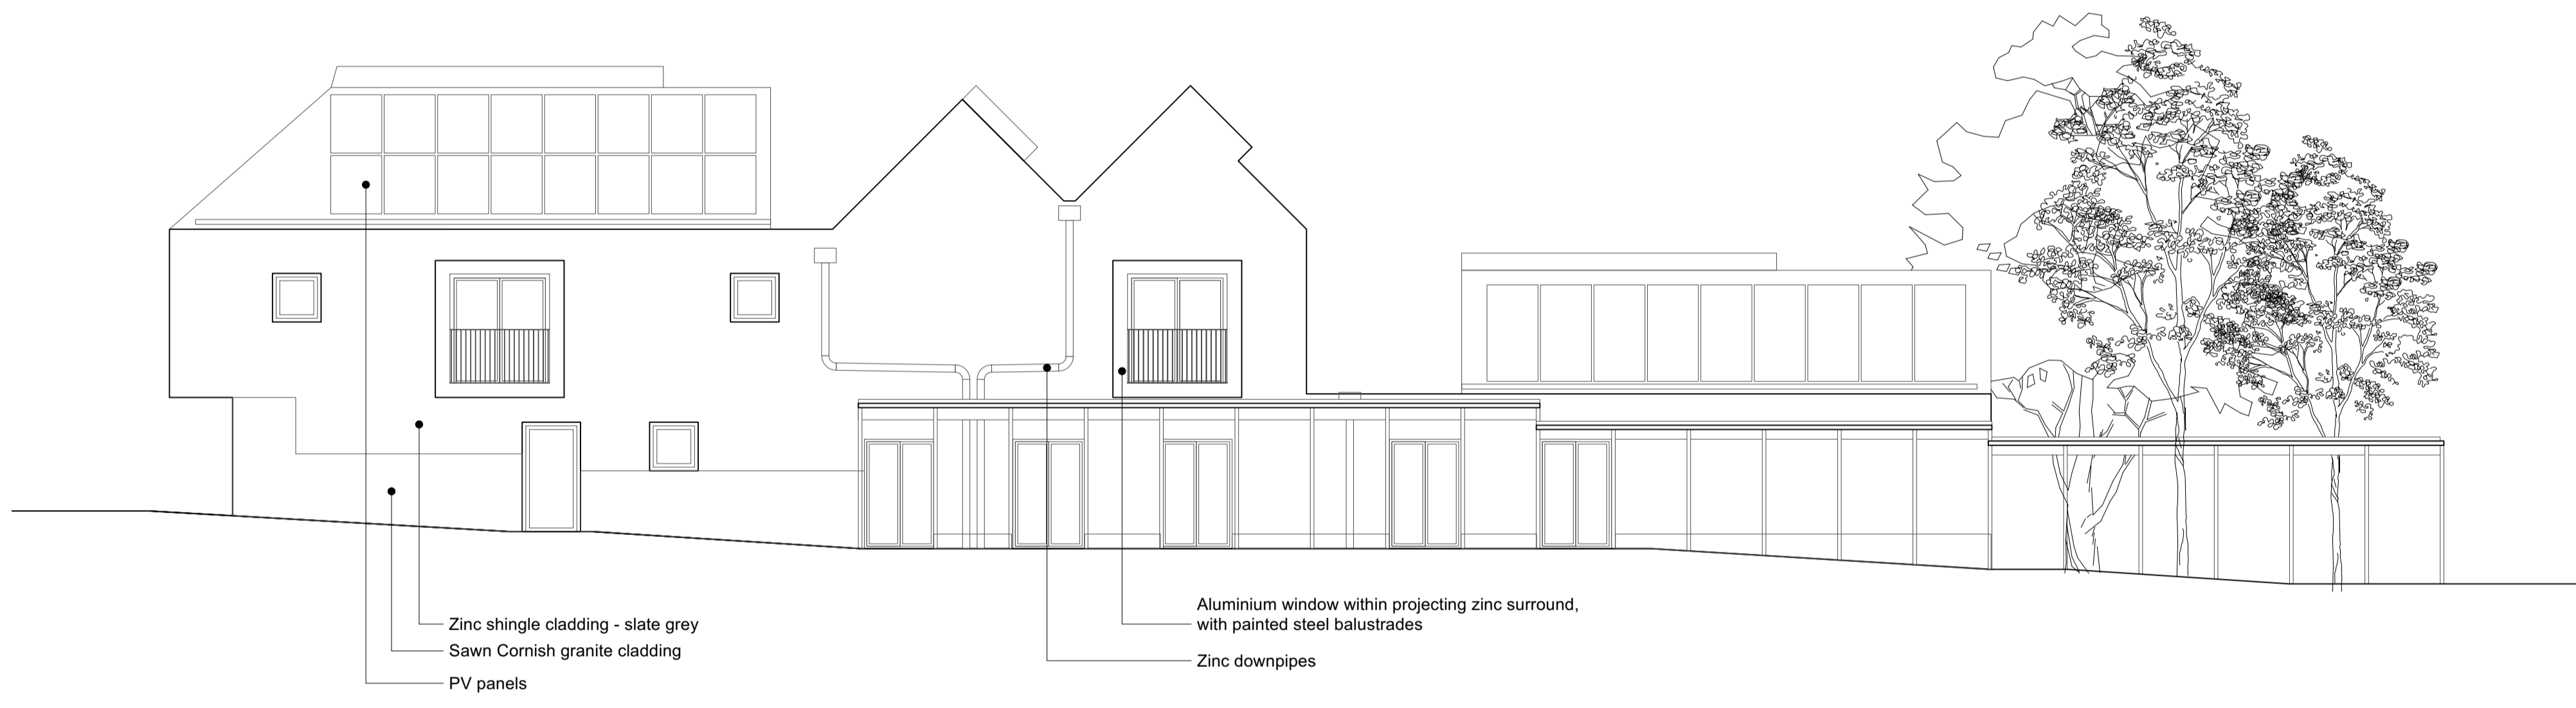 Zinc shingle cladding - slate grey
Sawn Cornish granite cladding
PV panels
Aluminium window within projecting zinc surround,
with painted steel balustrades
Zinc downpipes